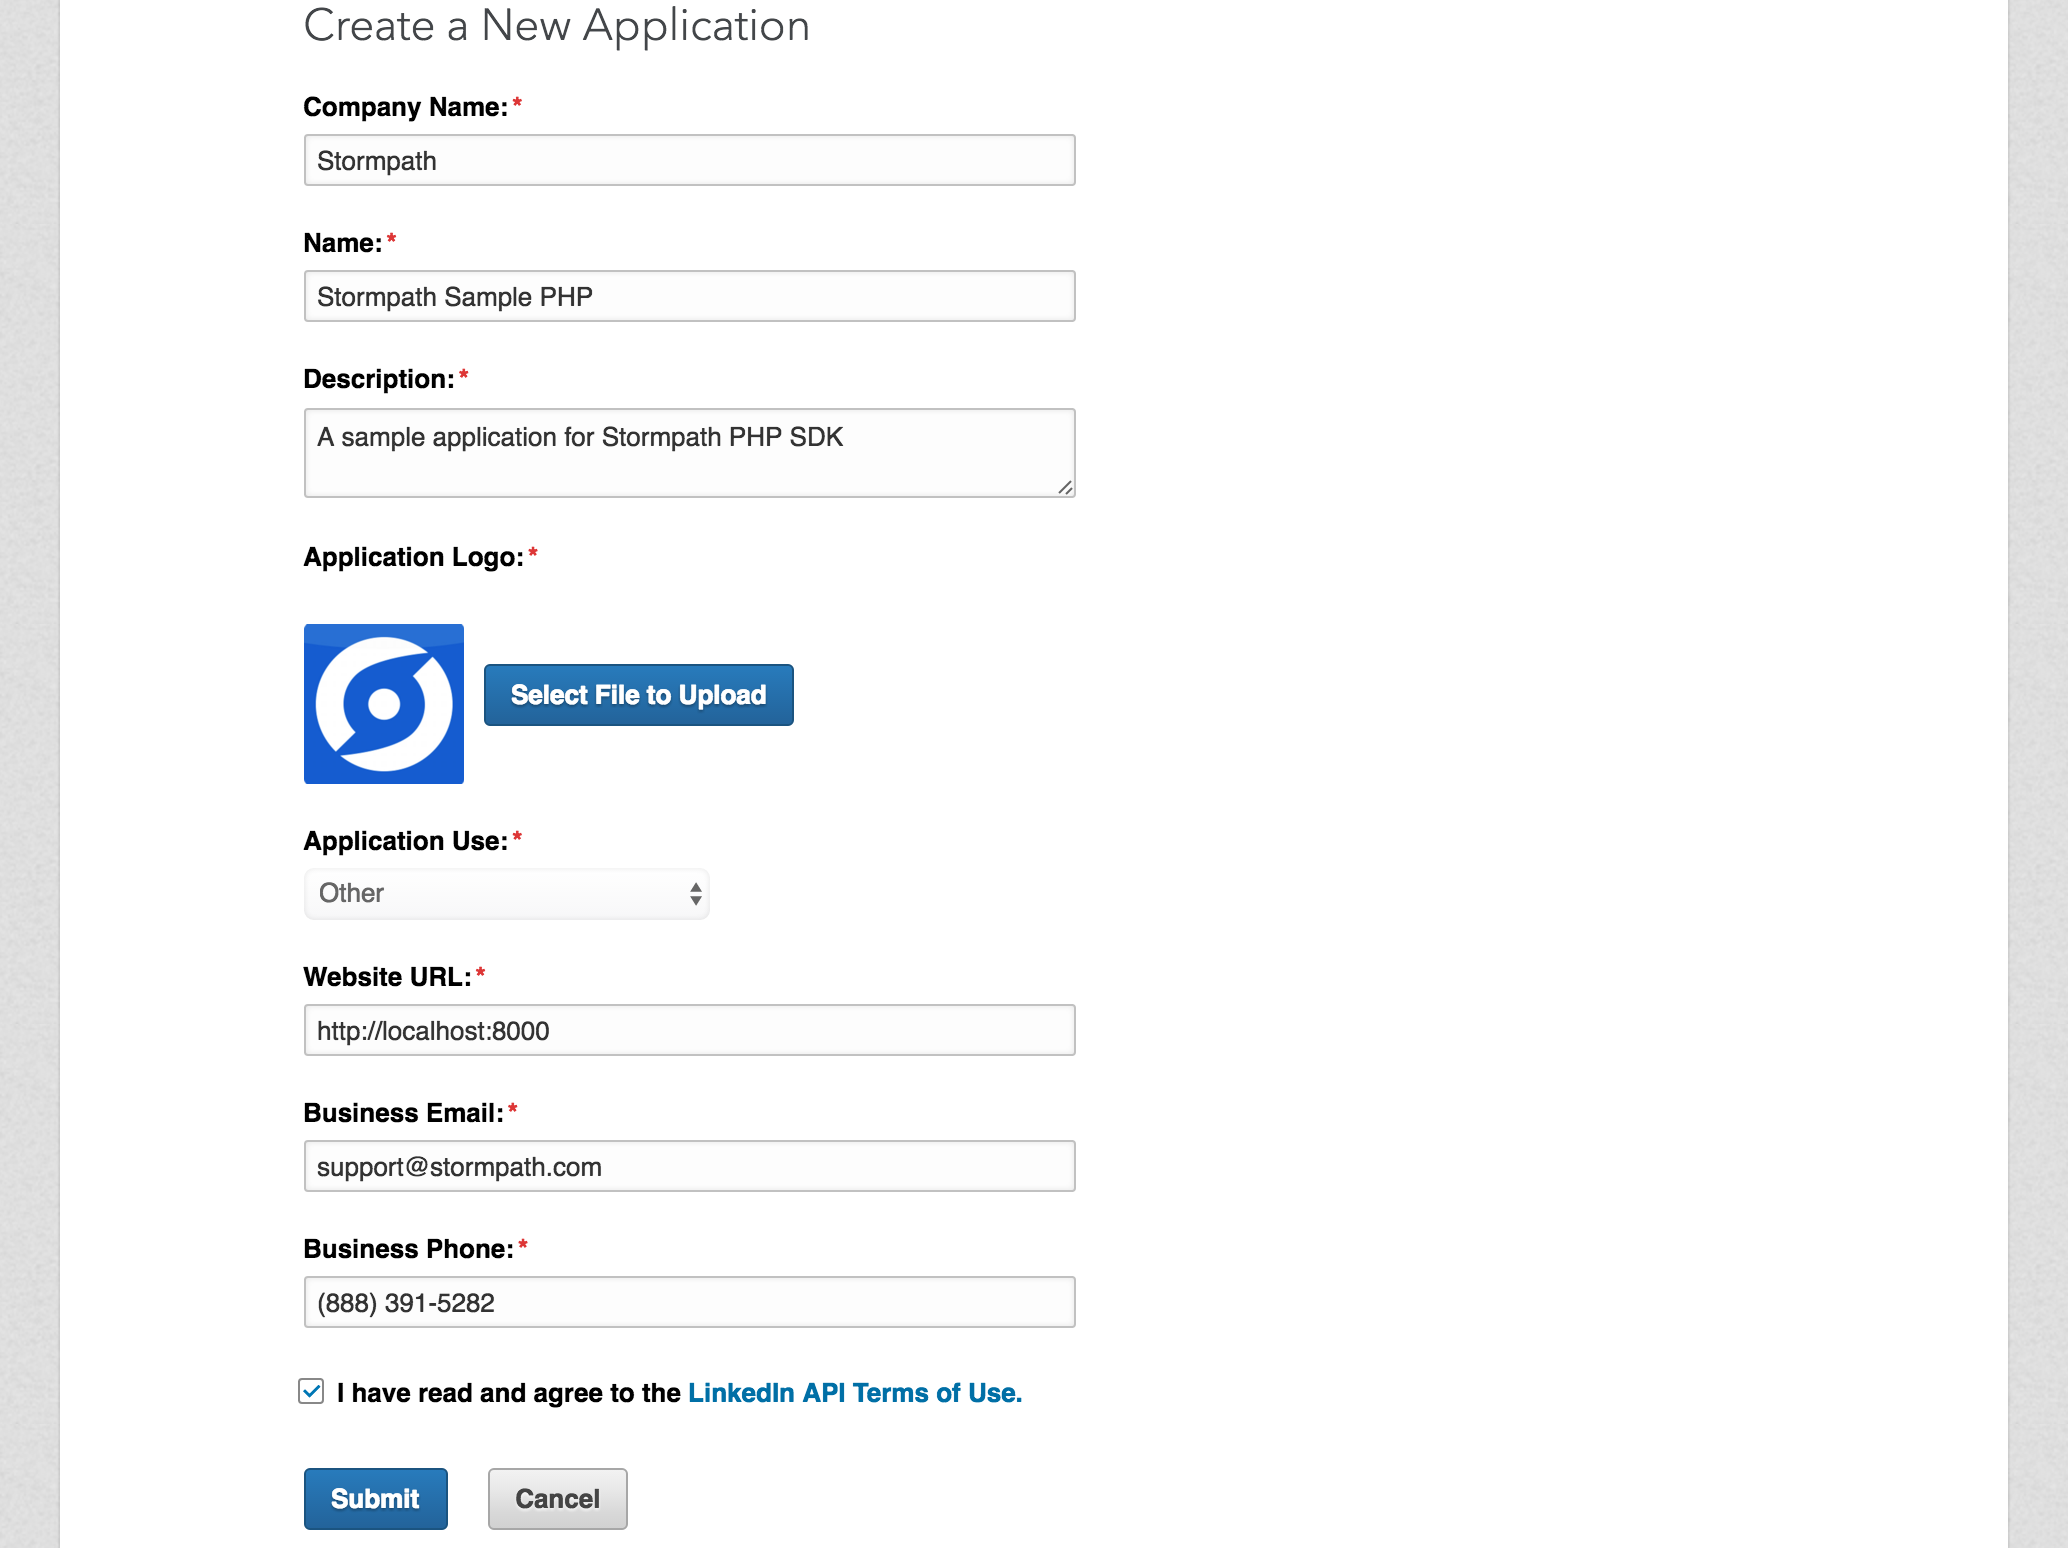 Create a New Application
Company Name:*
Stormpath
Name:*
Stormpath Sample PHP
Description:*
A sample application for Stormpath PHP SDK
Application Logo:*
Select File to Upload
Application Use:*
Other
Website URL:*
http://localhost:8000
Business Email:*
support@stormpath.com
Business Phone:*
(888) 391-5282
I have read and agree to the LinkedIn API Terms of Use.
Submit Cancel